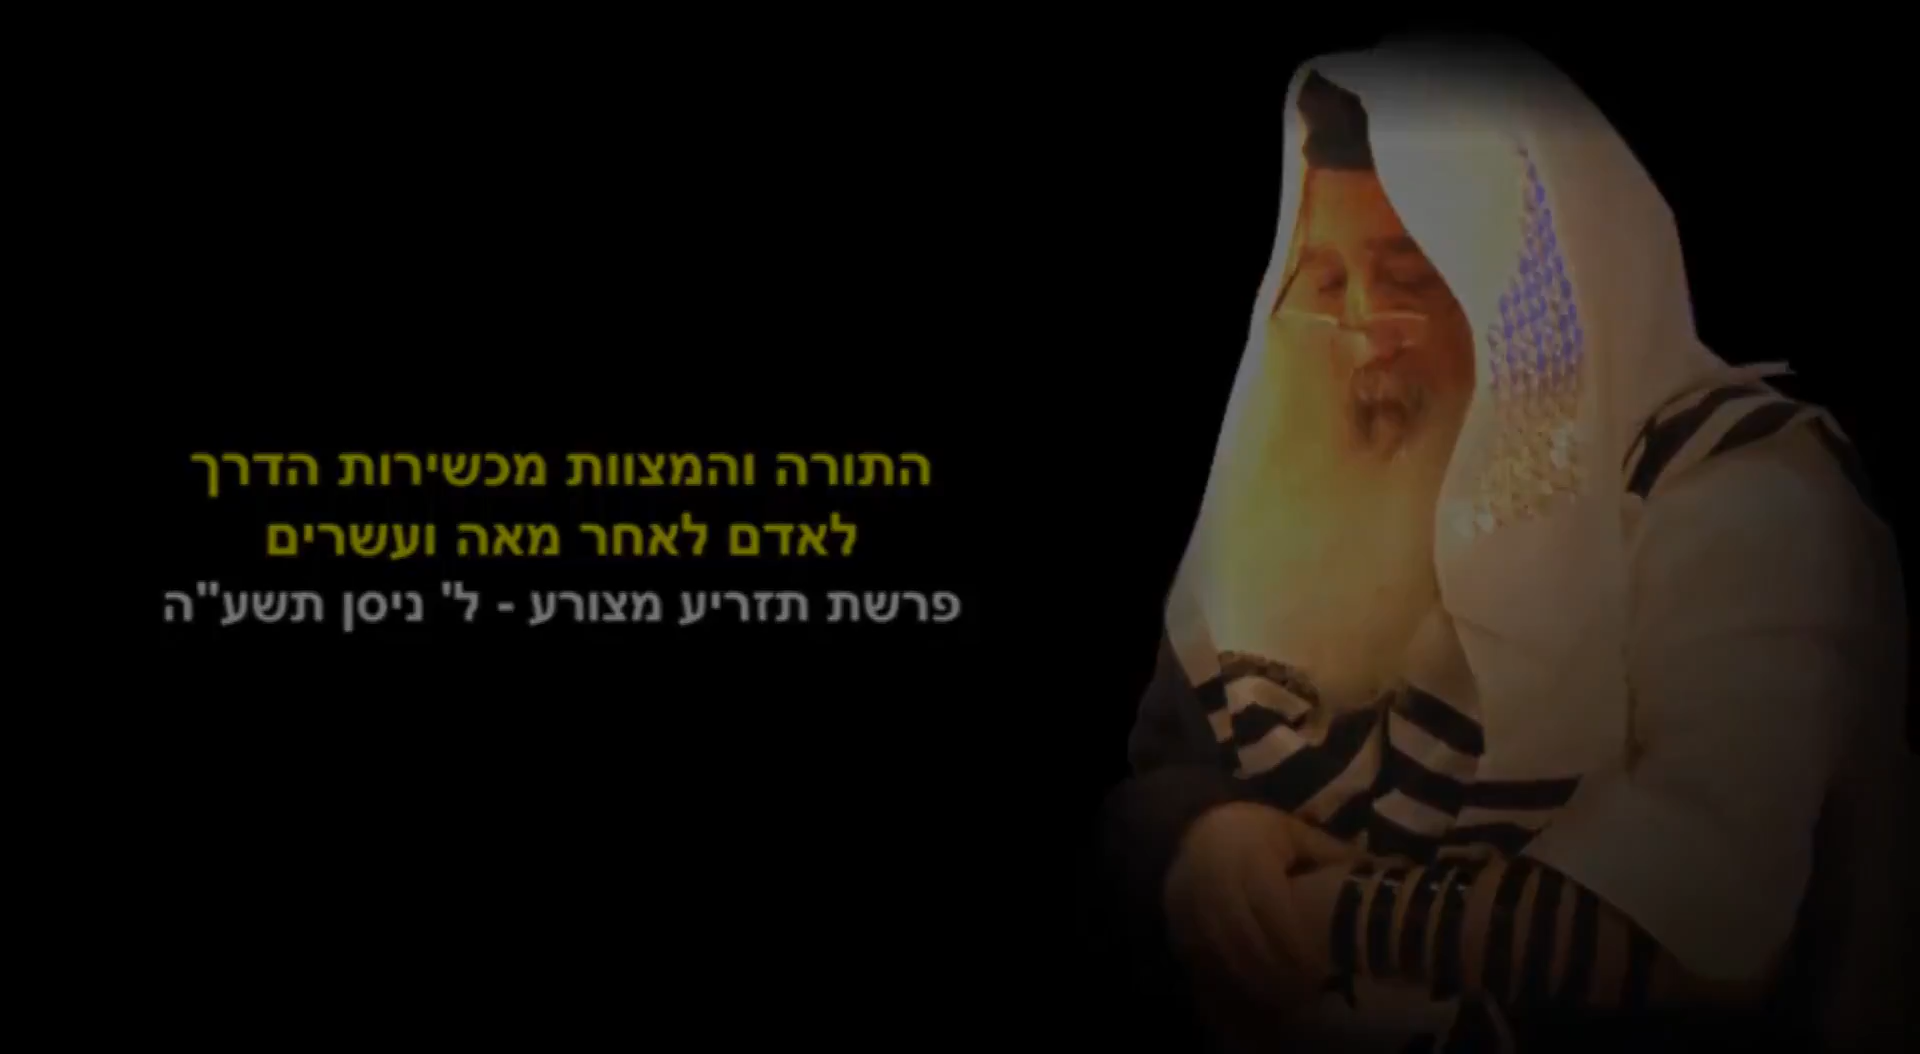 התורה והמצוות מכשירות הדרך
לאדם לאחר מאה ועשרים
פרשת תזריע מצורע - ל' ניסן תשע"ה